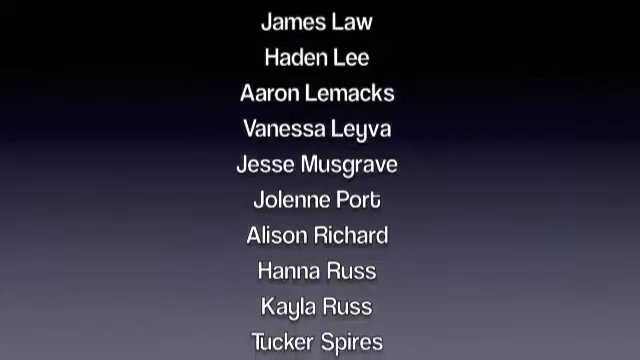 James Law
Haden Lee
Aaron Lemacks
Vanessa Leyva
Jesse Musgrave
Jolenne Port
Alison Richard
Hanna Russ
Kayla Russ
Tucker Spires